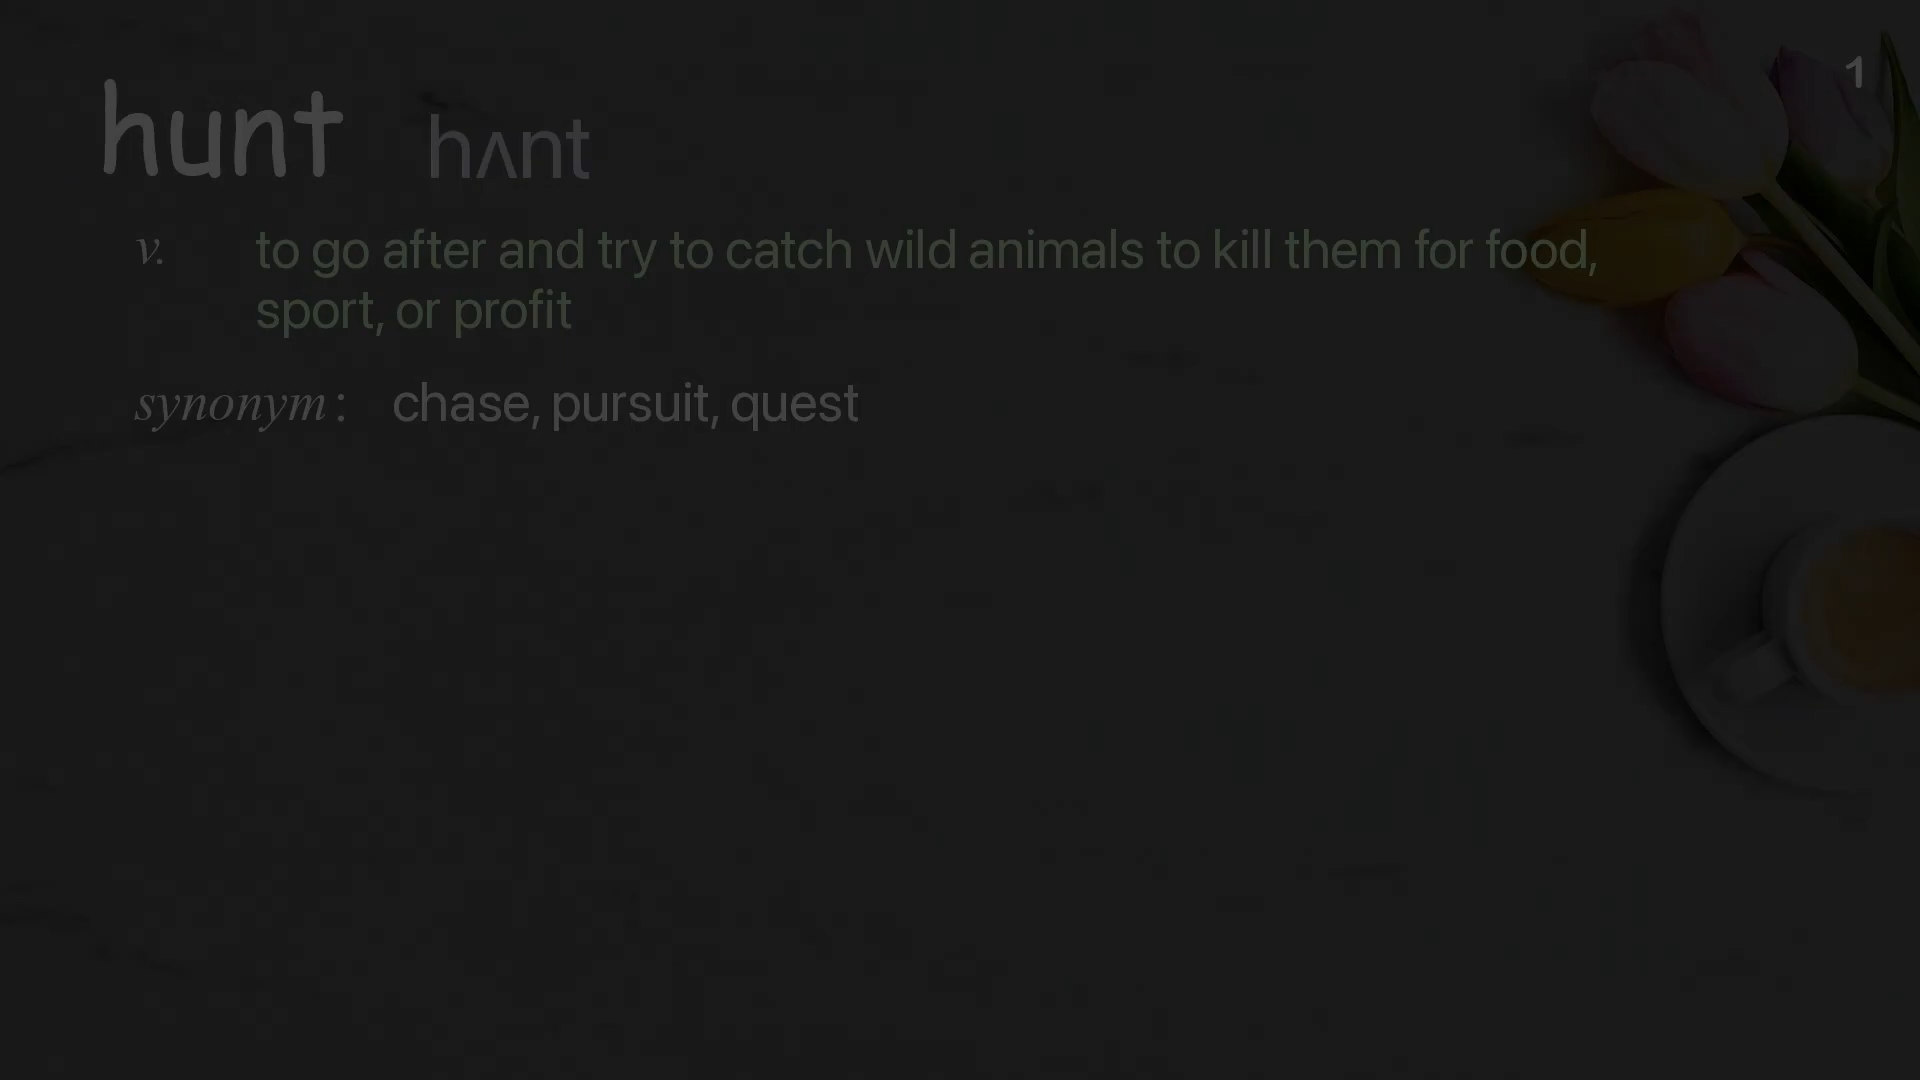 1
hunt hʌnt
v. to go after and try to catch wild animals to kill them for food,
sport, or profit
synonym: chase, pursuit, quest